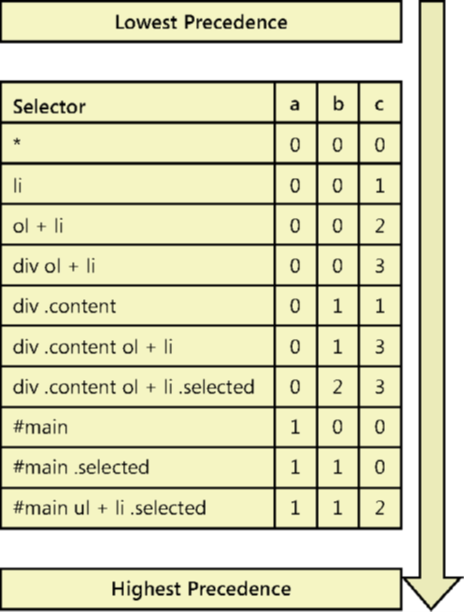 Lowest Precedence
Selector a b c
* 0 0 0
li 0 0 1
ol + li 0 0 2
div ol + li 0 0 3
div .content 0 1 1
div .content ol + li 0 1 3
div .content ol + li .selected 0 2 3
#main 1 0 0
#main .selected 1 1 0
#main ul + li .selected 1 1 2
Highest Precedence